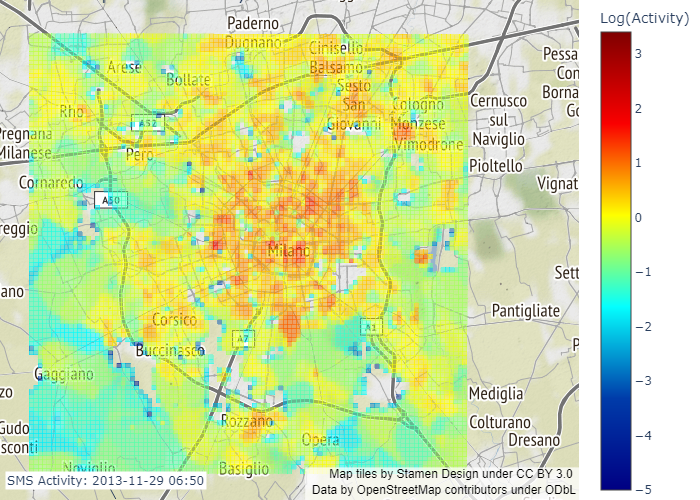 Log(Activity)
3
2
1
0
−1
−2
−3
−4
−5
Paderno
Dugnano
Cinisello
Balsamo
Sesto
San
Giovanni
Arese
Bollate
Rho
A52
Pero
Cologno
Monzese
Vimodrone
Cernusco
sul
Naviglio
Pioltello
Pessa
Con
Borna
Go
Vignat
Pregnana
Milanese
Cornaredo
A50
reggio
ano
Milano
Sett
Pantigliate
Corsico
Buccinasco
A7
A1
P
Gaggiano
zo
Gudo
sconti
Rozzano
Opera
Mediglia
Colturano
Dresano
Noviglio
Basiglio
SMS Activity: 2013-11-29 06:50
Map tiles by Stamen Design under CC BY 3.0
Data by OpenStreetMap contributors under ODbL